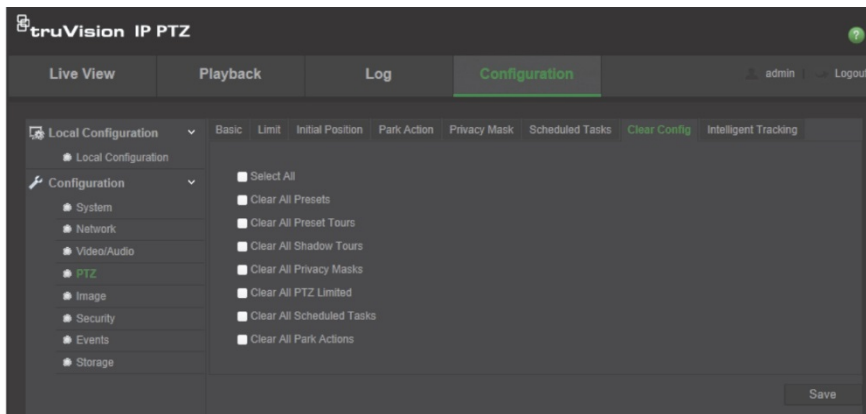 truVision IP PTZ
?
Live View Playback Log Configuration admin Logout
Local Configuration Basic Limit Initial Position Park Action Privacy Mask Scheduled Tasks Clear Config Intelligent Tracking
Local Configuration
Configuration
System
Network
Video/Audio
PTZ
Image
Security
Events
Storage
Select All
Clear All Presets
Clear All Preset Tours
Clear All Shadow Tours
Clear All Privacy Masks
Clear All PTZ Limited
Clear All Scheduled Tasks
Clear All Park Actions
Save